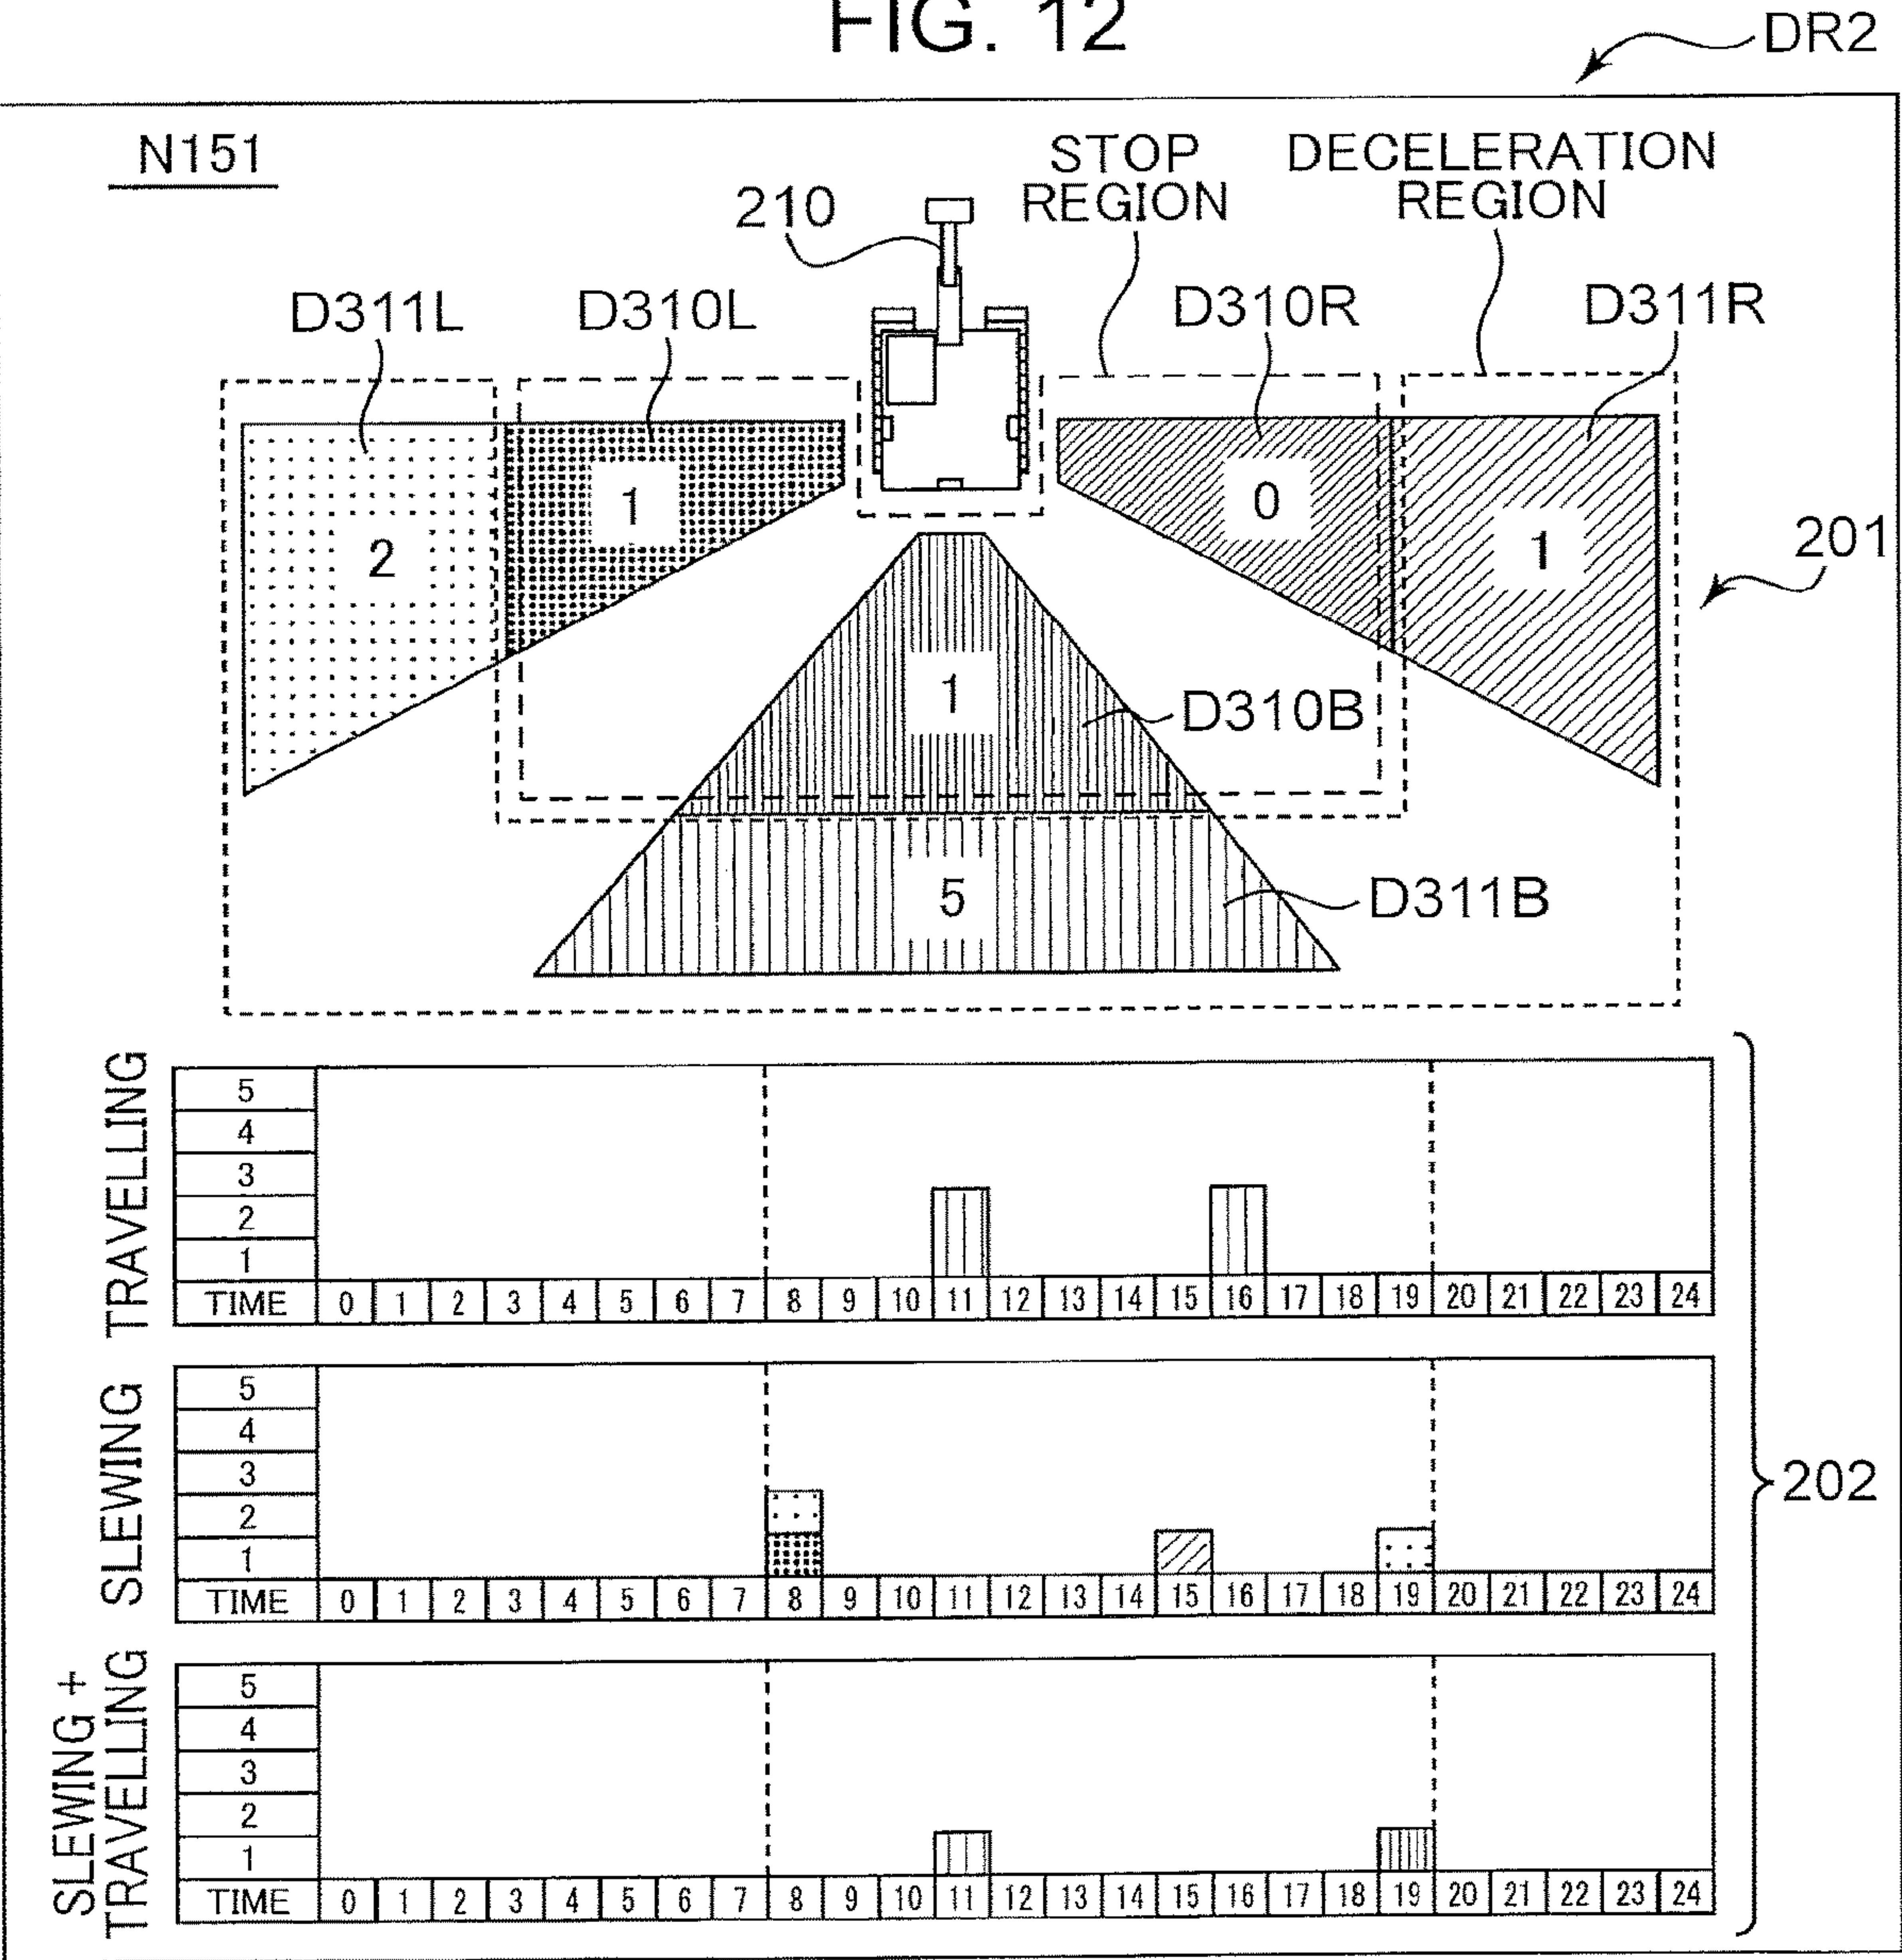 FIG. 12
DR2
N151
210
STOP
REGION
DECELERATION
REGION
D311L
D310L
D310R
D311R
2
1
0
1
201
1
D310B
5
D311B
TRAVELLING
5
4
3
2
1
TIME 0 1 2 3 4 5 6 7 8 9 10 11 12 13 14 15 16 17 18 19 20 21 22 23 24
SLEWING
5
4
3
2
1
TIME 0 1 2 3 4 5 6 7 8 9 10 11 12 13 14 15 16 17 18 19 20 21 22 23 24
202
SLEWING +
TRAVELLING
5
4
3
2
1
TIME 0 1 2 3 4 5 6 7 8 9 10 11 12 13 14 15 16 17 18 19 20 21 22 23 24